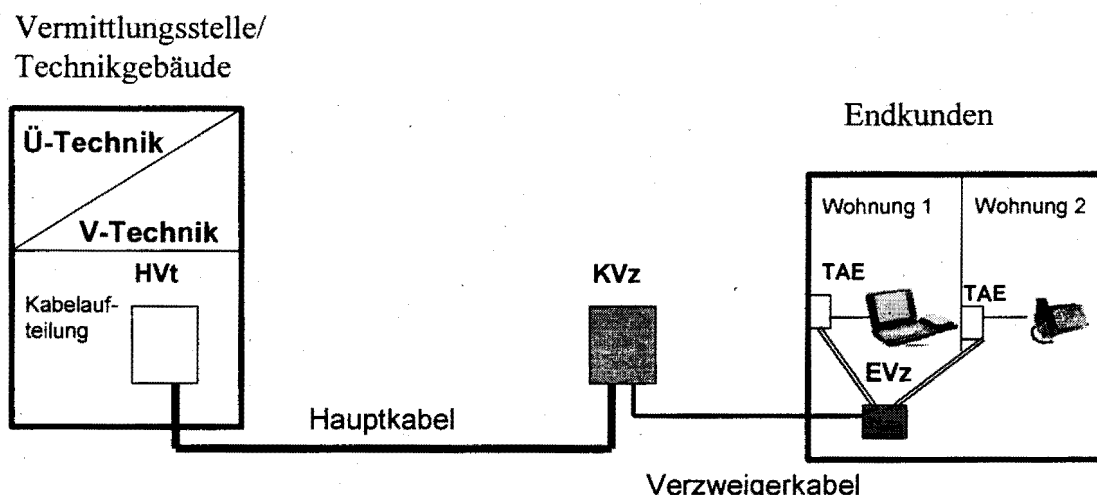 Vermittlungsstelle/
Technikgebäude
Ü-Technik
V-Technik
HVt
Kabelauf-
teilung
Hauptkabel
KVz
Endkunden
Wohnung 1
Wohnung 2
TAE
TAE
EVz
Verzweigerkabel